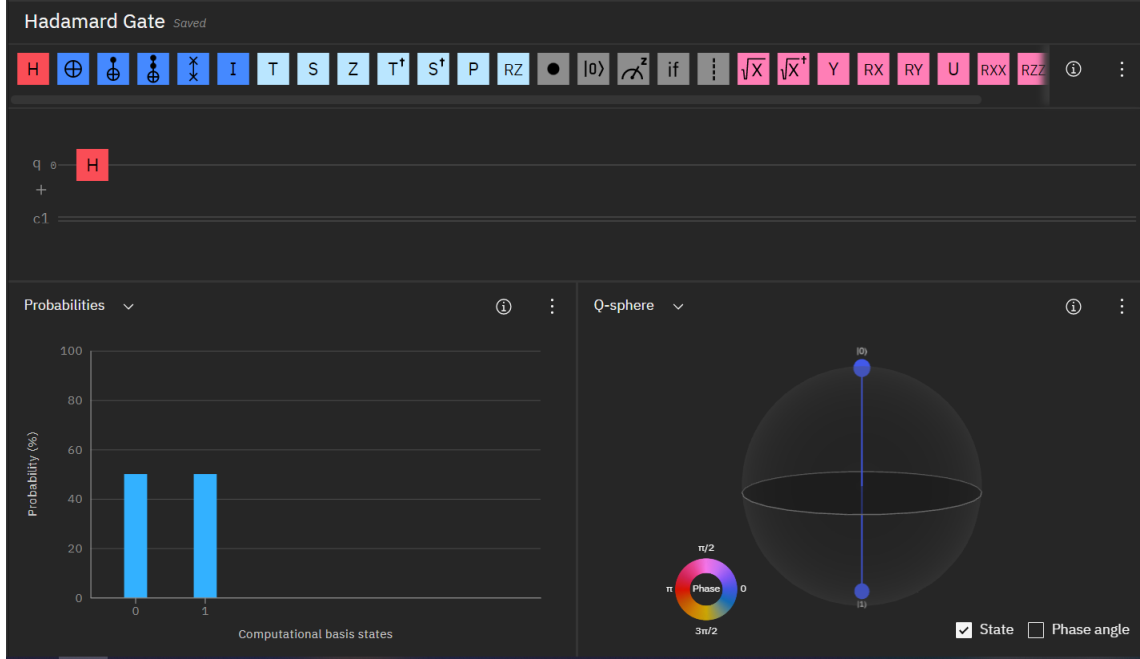 Hadamard Gate Saved
H I T S Z T† S† P RZ |0⟩ z if √X √X† Y RX RY U RXX RZZ
q 0 H
+
c1
Probabilities
100
80
60
40
20
0
0 1
Probability (%)
Computational basis states
Q-sphere
|0⟩
|1⟩
π/2
π Phase 0
3π/2
State Phase angle